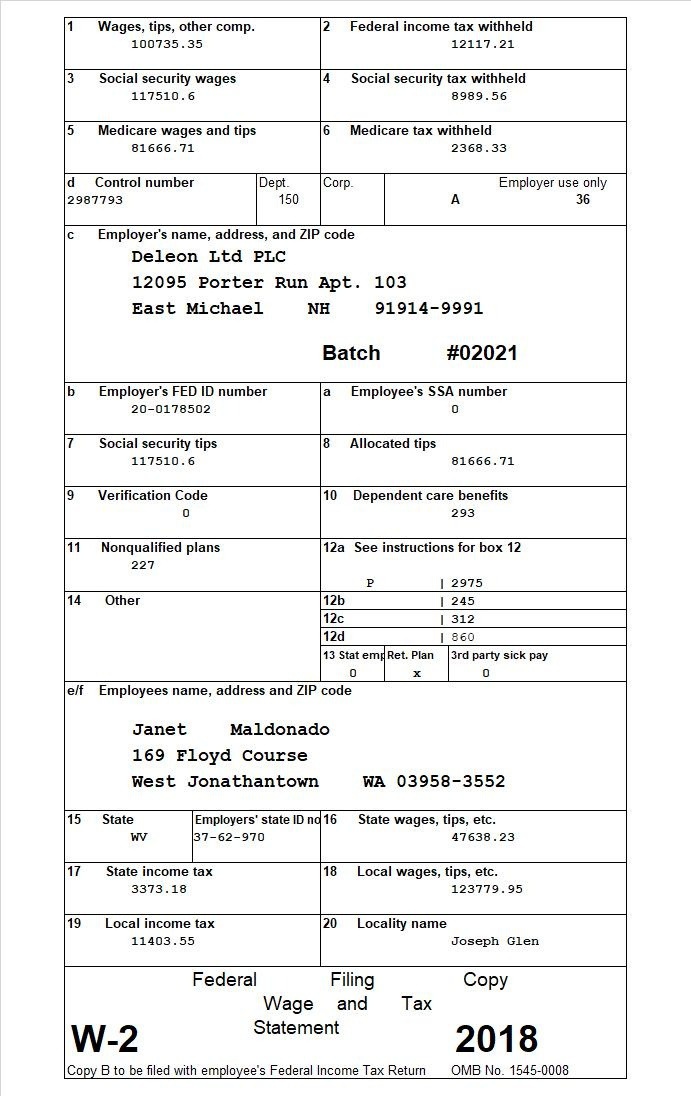 1 Wages, tips, other comp. 2 Federal income tax withheld
100735.35 12117.21
3 Social security wages 4 Social security tax withheld
117510.6 8989.56
5 Medicare wages and tips 6 Medicare tax withheld
81666.71 2368.33
d Control number Dept. Corp. Employer use only
2987793 150 A 36
c Employer's name, address, and ZIP code
Deleon Ltd PLC
12095 Porter Run Apt. 103
East Michael NH 91914-9991
Batch #02021
b Employer's FED ID number a Employee's SSA number
20-0178502 0
7 Social security tips 8 Allocated tips
117510.6 81666.71
9 Verification Code 10 Dependent care benefits
0 293
11 Nonqualified plans 12a See instructions for box 12
227
P | 2975
14 Other 12b | 245
12c | 312
12d | 860
13 Stat emp Ret. Plan 3rd party sick pay
0 x 0
e/f Employees name, address and ZIP code
Janet Maldonado
169 Floyd Course
West Jonathantown WA 03958-3552
15 State Employers' state ID no 16 State wages, tips, etc.
WV 37-62-970 47638.23
17 State income tax 18 Local wages, tips, etc.
3373.18 123779.95
19 Local income tax 20 Locality name
11403.55 Joseph Glen
Federal Filing Copy
Wage and Tax
Statement
W-2 2018
Copy B to be filed with employee's Federal Income Tax Return OMB No. 1545-0008